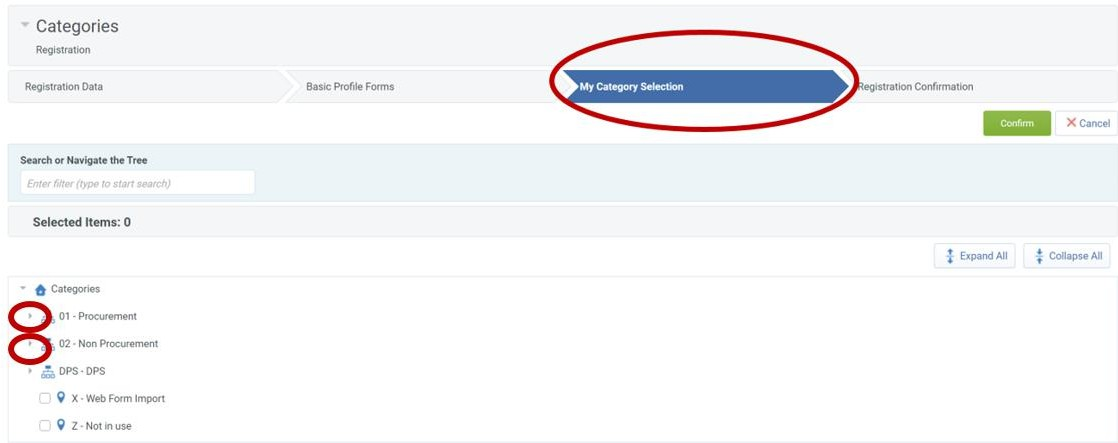 Categories
Registration
Registration Data
Basic Profile Forms
My Category Selection
Registration Confirmation
Confirm
Cancel
Search or Navigate the Tree
Enter filter (type to start search)
Selected Items: 0
Expand All
Collapse All
Categories
01 - Procurement
02 - Non Procurement
DPS - DPS
X - Web Form Import
Z - Not in use